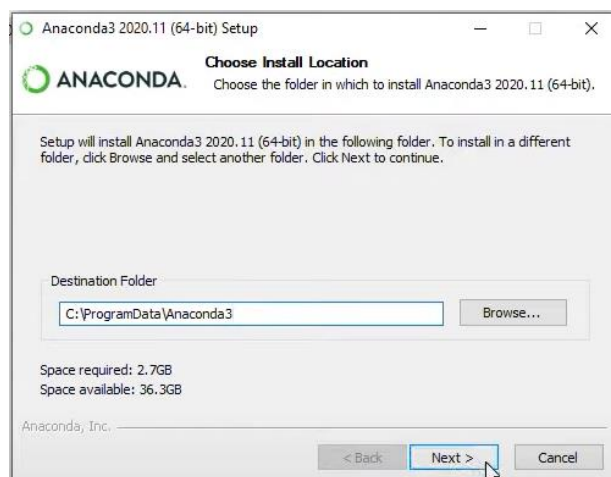 Anaconda3 2020.11 (64-bit) Setup
ANACONDA.
Choose Install Location
Choose the folder in which to install Anaconda3 2020.11 (64-bit).
Setup will install Anaconda3 2020.11 (64-bit) in the following folder. To install in a different
folder, click Browse and select another folder. Click Next to continue.
Destination Folder
C:\ProgramData\Anaconda3
Browse...
Space required: 2.7GB
Space available: 36.3GB
Anaconda, Inc.
< Back
Next >
Cancel